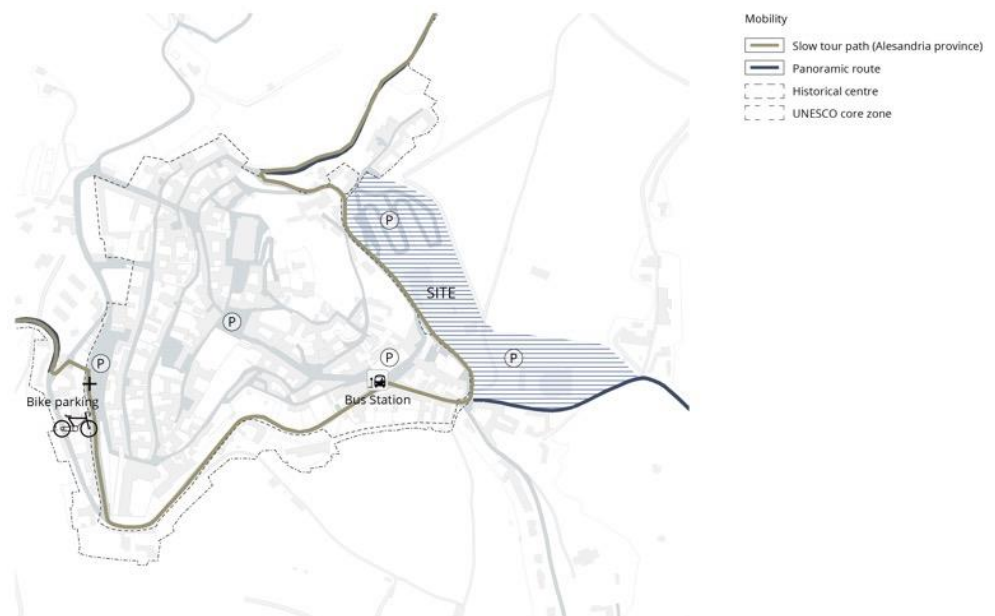 Mobility
Slow tour path (Alesandria province)
Panoramic route
Historical centre
UNESCO core zone
P
SITE
P
P
P
P
Bike parking
Bus Station